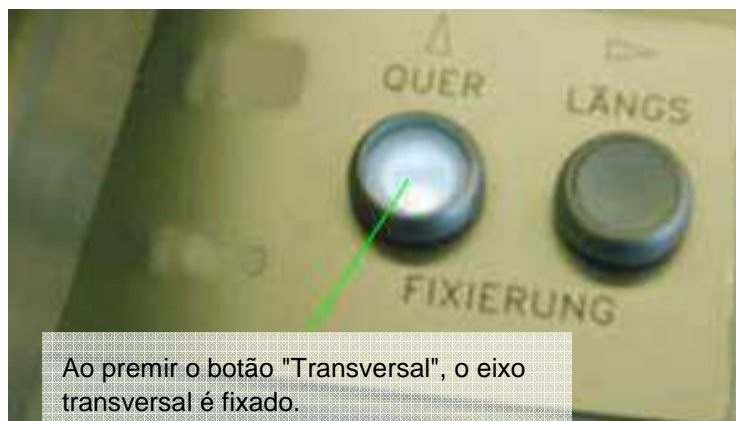 QUER
LÄNGS
FIXIERUNG
Ao premir o botão "Transversal", o eixo
transversal é fixado.